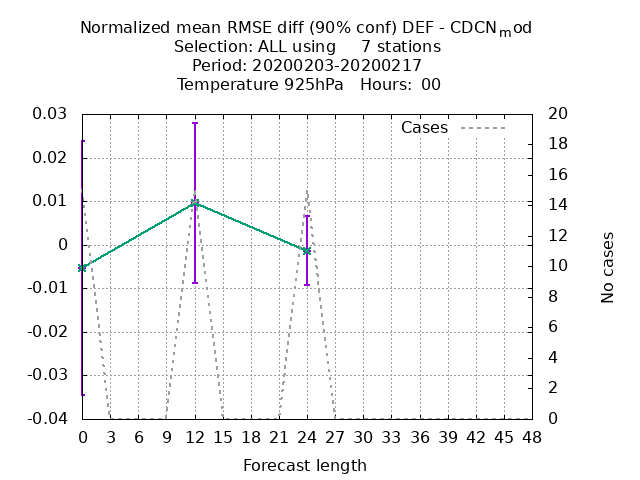 Normalized mean RMSE diff (90% conf) DEF - CDCNmod
Selection: ALL using 7 stations
Period: 20200203-20200217
Temperature 925hPa Hours: 00
Cases
0.03
0.02
0.01
0
-0.01
-0.02
-0.03
-0.04
20
18
16
14
12
10
8
6
4
2
0
No cases
0 3 6 9 12 15 18 21 24 27 30 33 36 39 42 45 48
Forecast length